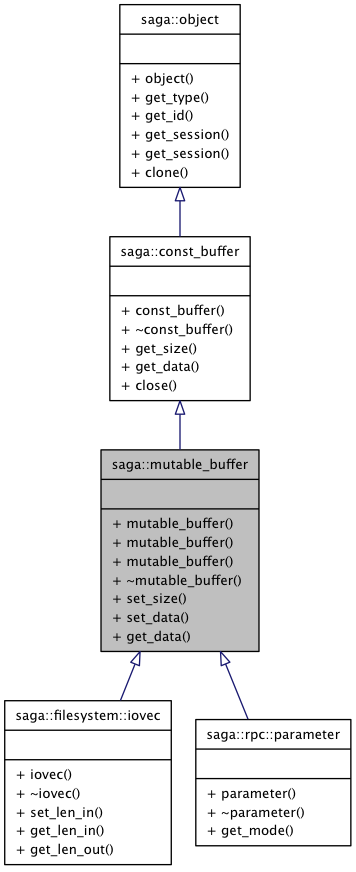 saga::object
+ object()
+ get_type()
+ get_id()
+ get_session()
+ get_session()
+ clone()
saga::const_buffer
+ const_buffer()
+ ~const_buffer()
+ get_size()
+ get_data()
+ close()
saga::mutable_buffer
+ mutable_buffer()
+ mutable_buffer()
+ mutable_buffer()
+ ~mutable_buffer()
+ set_size()
+ set_data()
+ get_data()
saga::filesystem::iovec
+ iovec()
+ ~iovec()
+ set_len_in()
+ get_len_in()
+ get_len_out()
saga::rpc::parameter
+ parameter()
+ ~parameter()
+ get_mode()